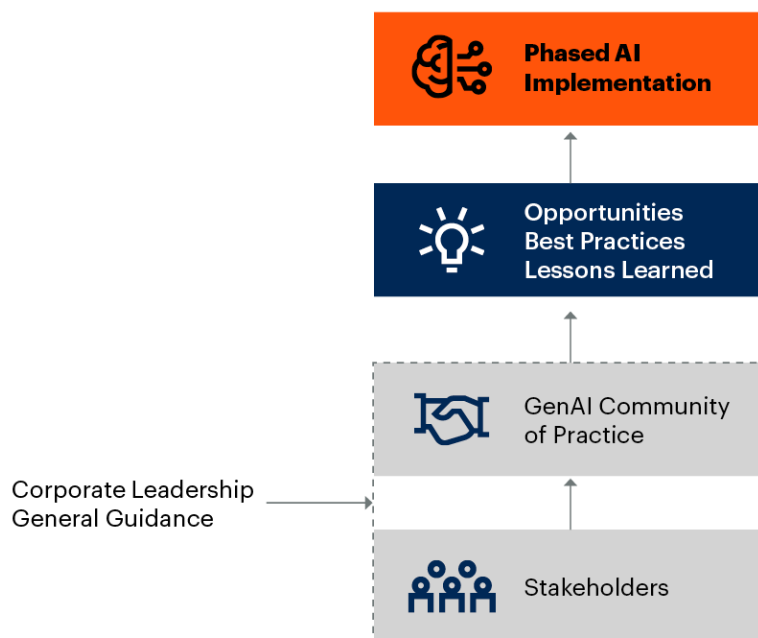 Phased AI
Implementation
Opportunities
Best Practices
Lessons Learned
GenAI Community
of Practice
Corporate Leadership
General Guidance
Stakeholders